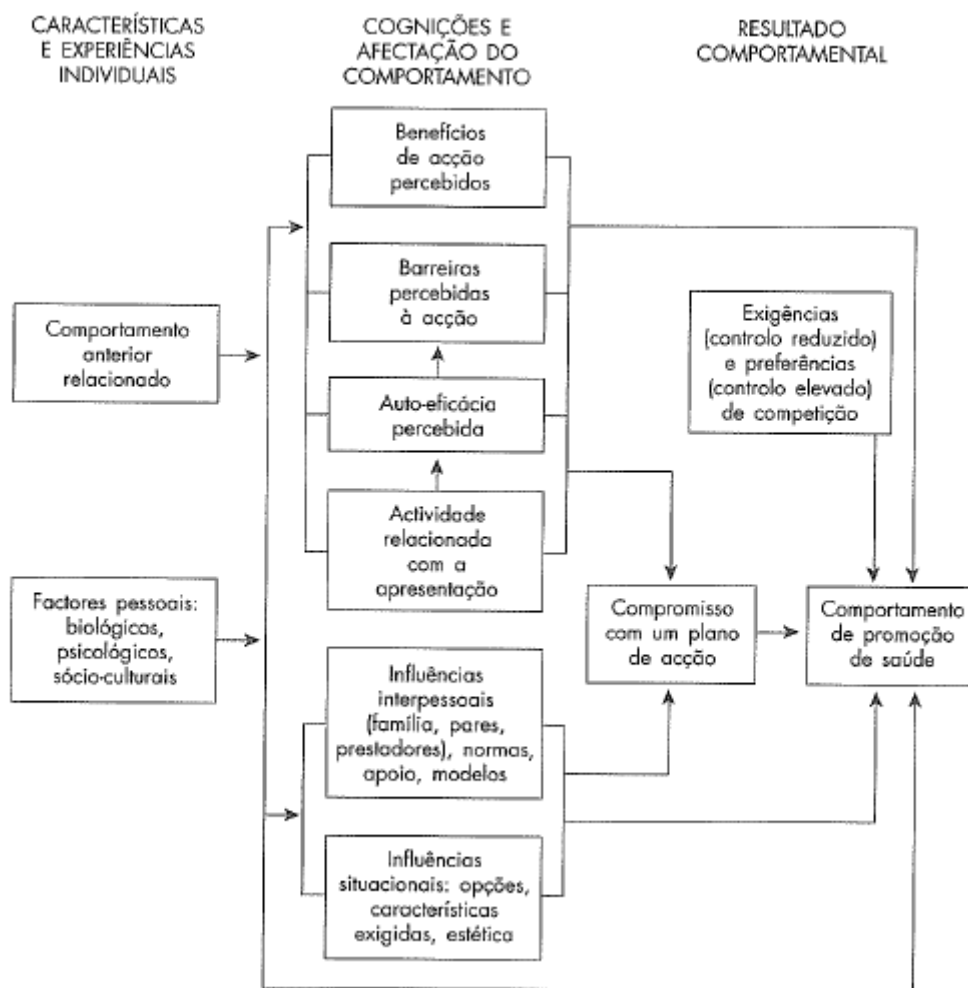 CARACTERÍSTICAS
E EXPERIÊNCIAS
INDIVIDUAIS
COGNIÇÕES E
AFECTAÇÃO DO
COMPORTAMENTO
RESULTADO
COMPORTAMENTAL
Benefícios
de acção
percebidos
Barreiras
percebidas
à acção
Exigências
(controlo reduzido)
e preferências
(controlo elevado)
de competição
Comportamento
anterior
relacionado
Auto-eficácia
percebida
Actividade
relacionada
com a
apresentação
Factores pessoais:
biológicos,
psicológicos,
sócio-culturais
Compromisso
com um plano
de acção
Comportamento
de promoção
de saúde
Influências
interpessoais
(família, pares,
prestadores), normas,
apoio, modelos
Influências
situacionais: opções,
características
exigidas, estética